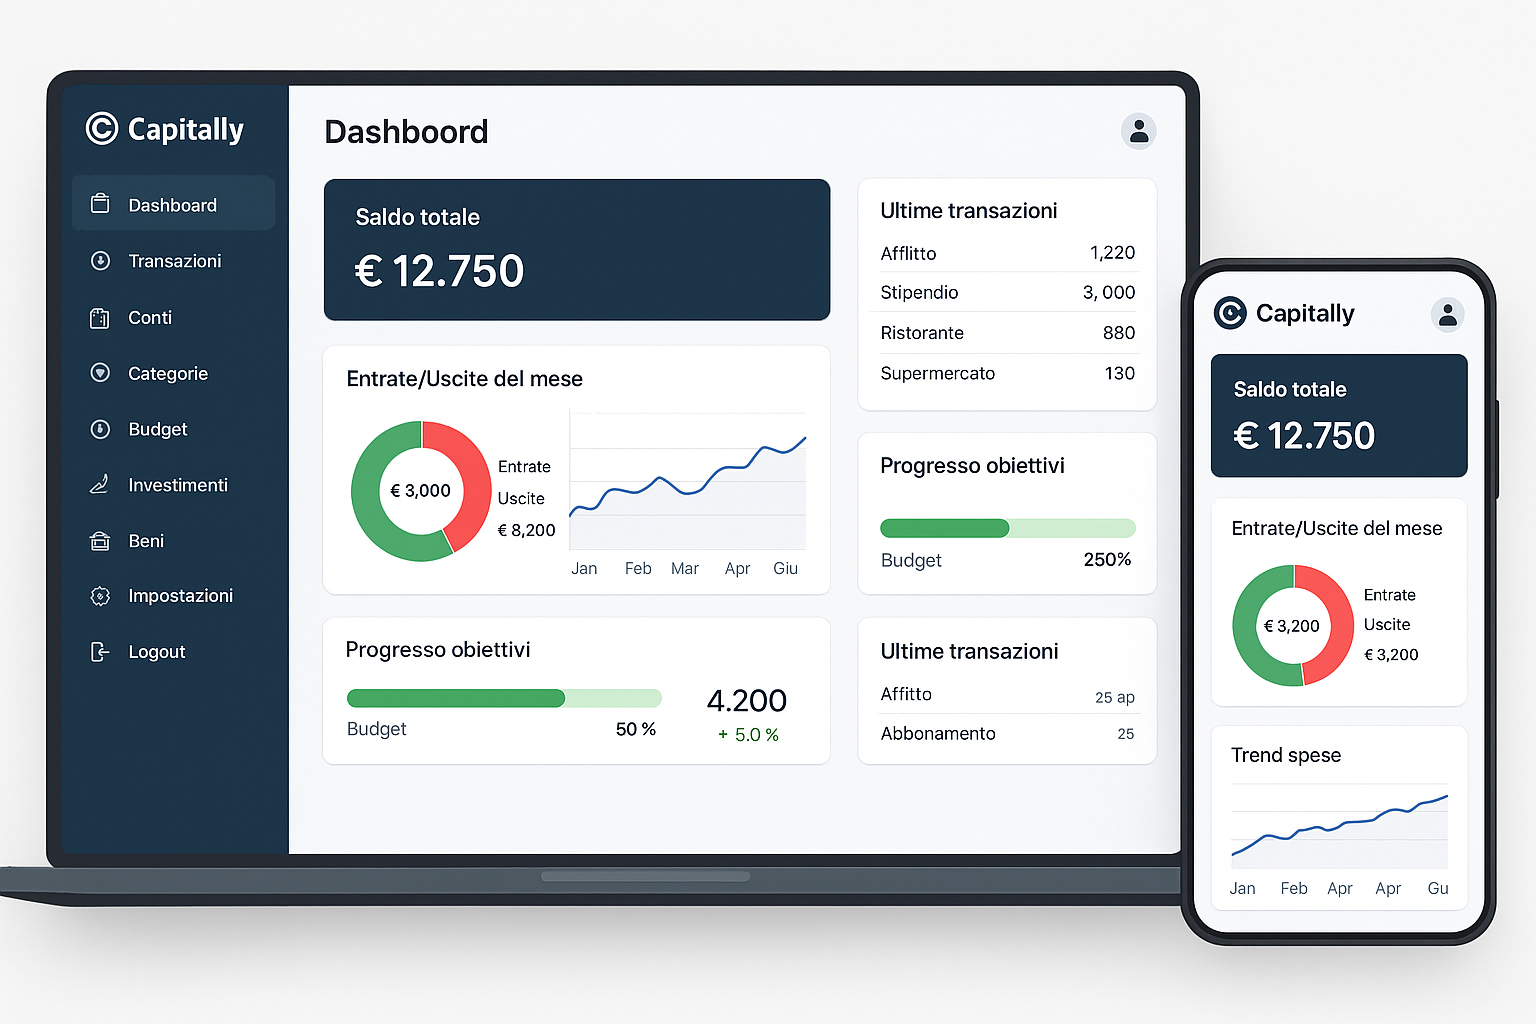 Capitally
Dashboard
Transazioni
Conti
Categorie
Budget
Investimenti
Beni
Impostazioni
Logout
Dashboord
Saldo totale
€ 12.750
Entrate/Uscite del mese
€ 3,000
Entrate
Uscite
€ 8,200
Jan Feb Mar Apr Giu
Progresso obiettivi
Budget 50 %
4.200
+ 5.0 %
Ultime transazioni
Afflitto 1,220
Stipendio 3, 000
Ristorante 880
Supermercato 130
Progresso obiettivi
Budget 250%
Ultime transazioni
Affitto 25 ap
Abbonamento 25
Capitally
Saldo totale
€ 12.750
Entrate/Uscite del mese
€ 3,200
Entrate
Uscite
€ 3,200
Trend spese
Jan Feb Apr Apr Gu